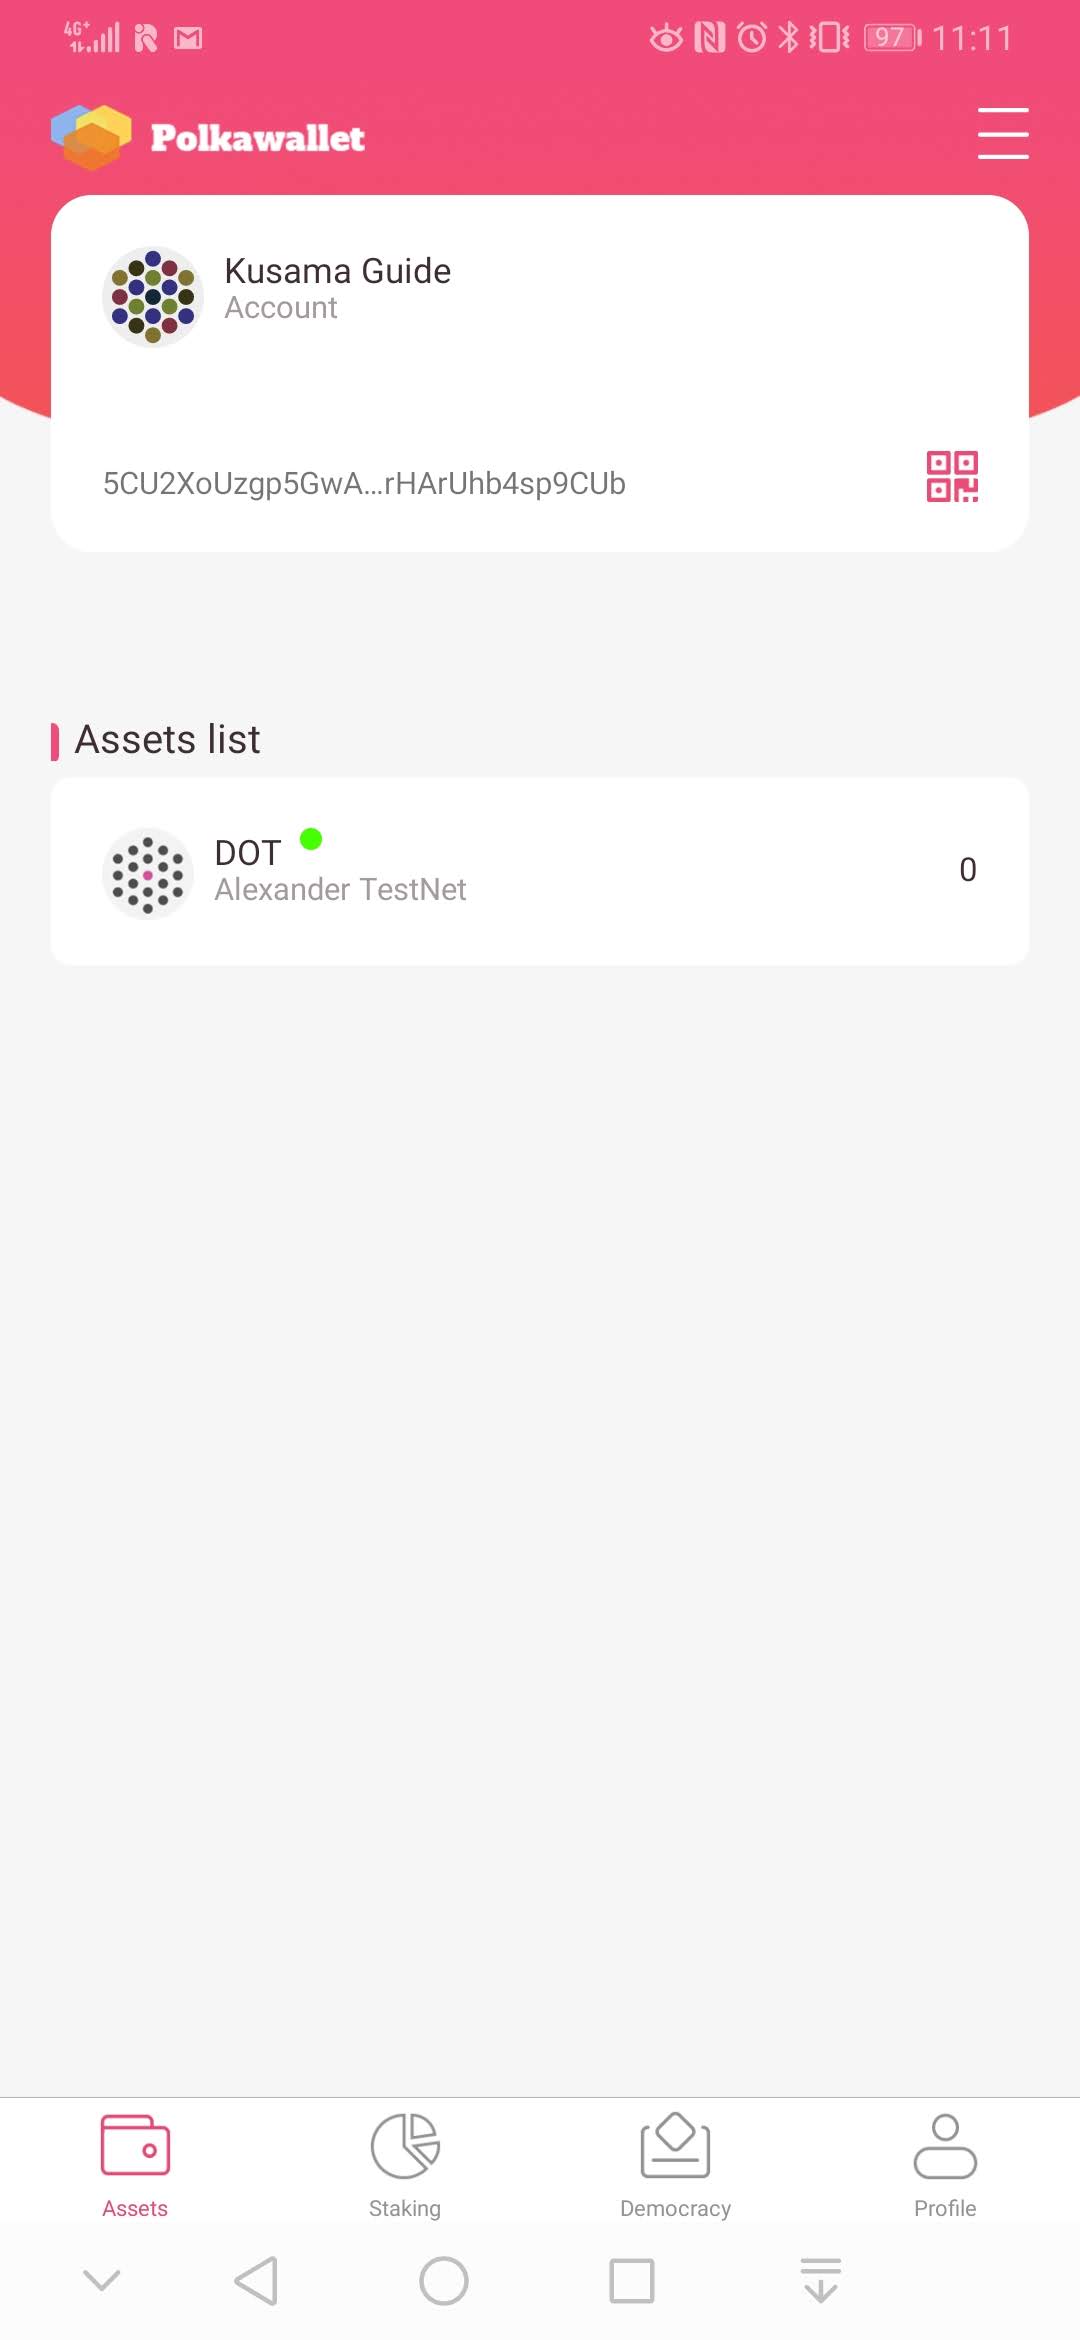 4G+ 97 11:11
Polkawallet
Kusama Guide
Account
5CU2XoUzgp5GwA...rHArUhb4sp9CUb
Assets list
DOT
Alexander TestNet
0
Assets Staking Democracy Profile